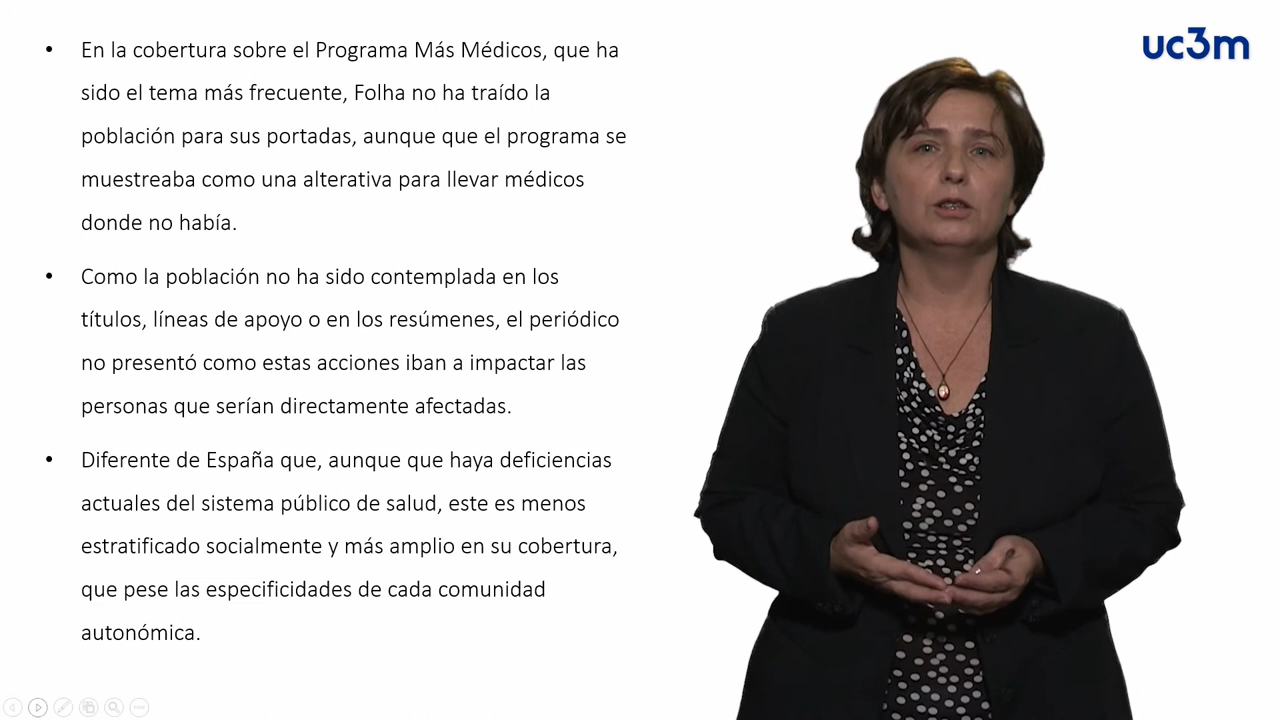 uc3m
• En la cobertura sobre el Programa Más Médicos, que ha
sido el tema más frecuente, Folha no ha traído la
población para sus portadas, aunque que el programa se
muestreaba como una alterativa para llevar médicos
donde no había.
• Como la población no ha sido contemplada en los
títulos, líneas de apoyo o en los resúmenes, el periódico
no presentó como estas acciones iban a impactar las
personas que serían directamente afectadas.
• Diferente de España que, aunque que haya deficiencias
actuales del sistema público de salud, este es menos
estratificado socialmente y más amplio en su cobertura,
que pese las especificidades de cada comunidad
autonómica.